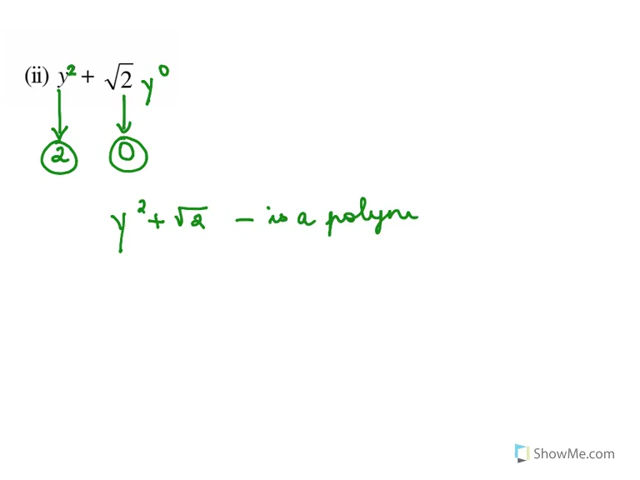 (ii) y² + √2 y⁰
2 0
y² + √2 – is a polyn
ShowMe.com